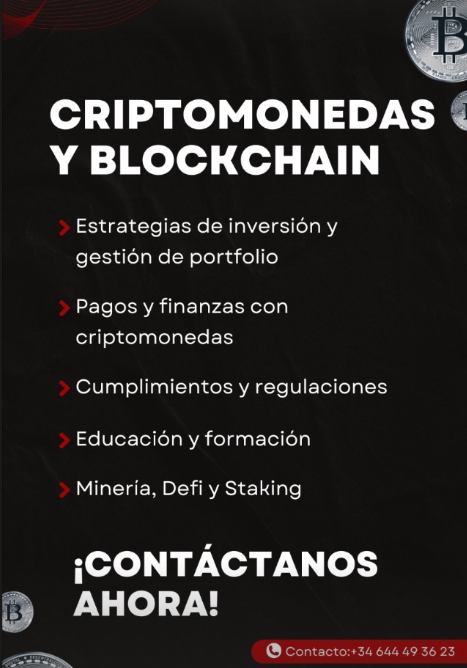 CRIPTOMONEDAS
Y BLOCKCHAIN
Estrategias de inversión y
gestión de portfolio
Pagos y finanzas con
criptomonedas
Cumplimientos y regulaciones
Educación y formación
Minería, Defi y Staking
¡CONTÁCTANOS
AHORA!
Contacto:+34 644 49 36 23